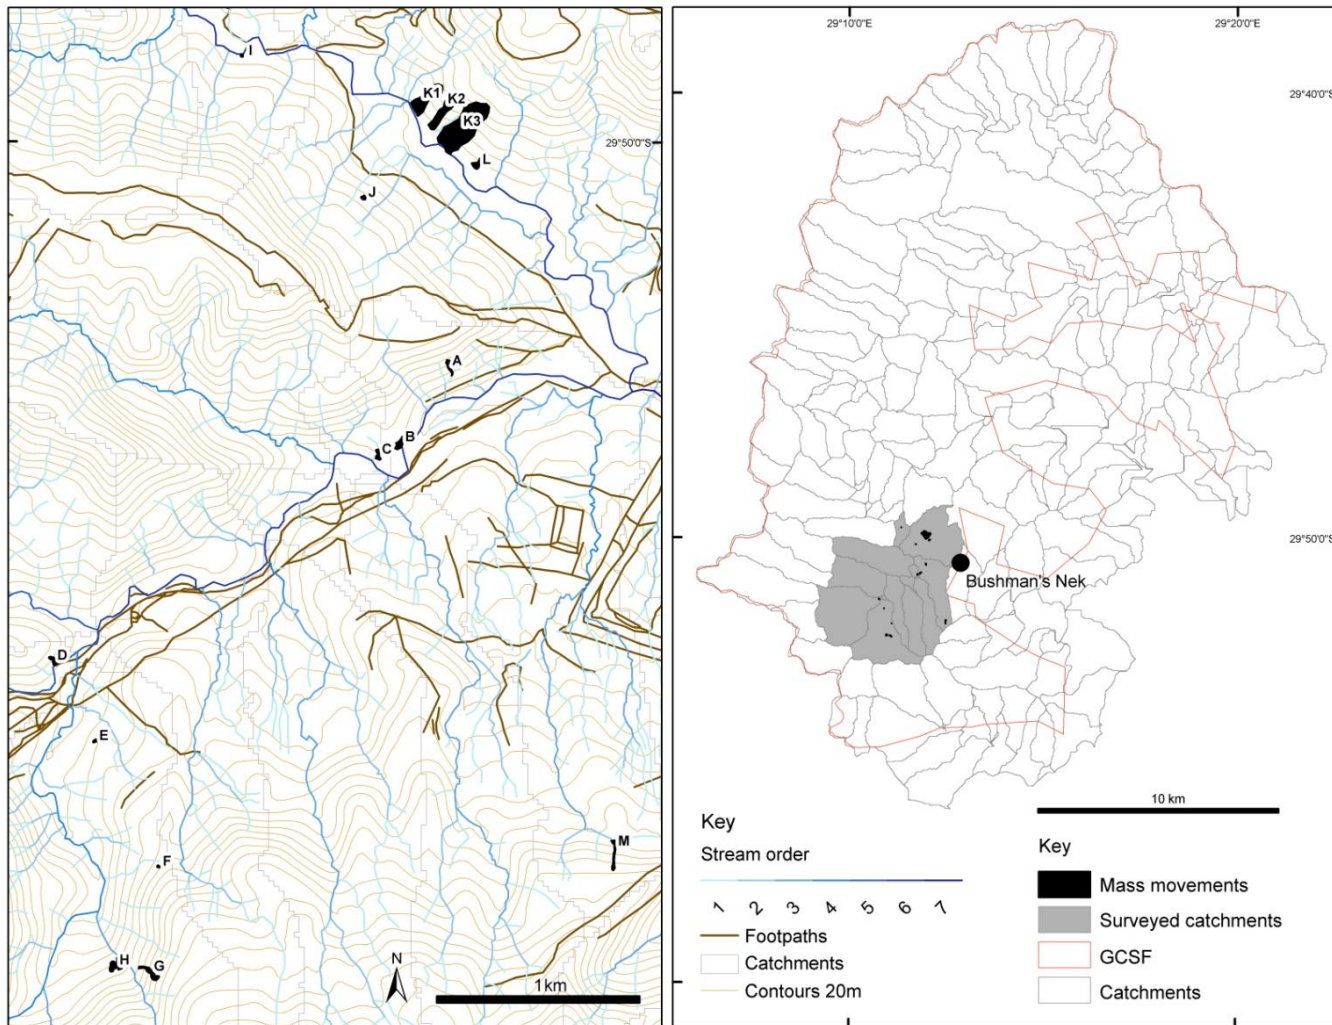 I
K1
K2
K3
29°50'0"S
L
J
A
B
C
D
E
M
F
H
G
N
1km
29°10'0"E
29°20'0"E
29°40'0"S
29°50'0"S
Bushman's Nek
10 km
Key
Stream order
1 2 3 4 5 6 7
Footpaths
Catchments
Contours 20m
Key
Mass movements
Surveyed catchments
GCSF
Catchments